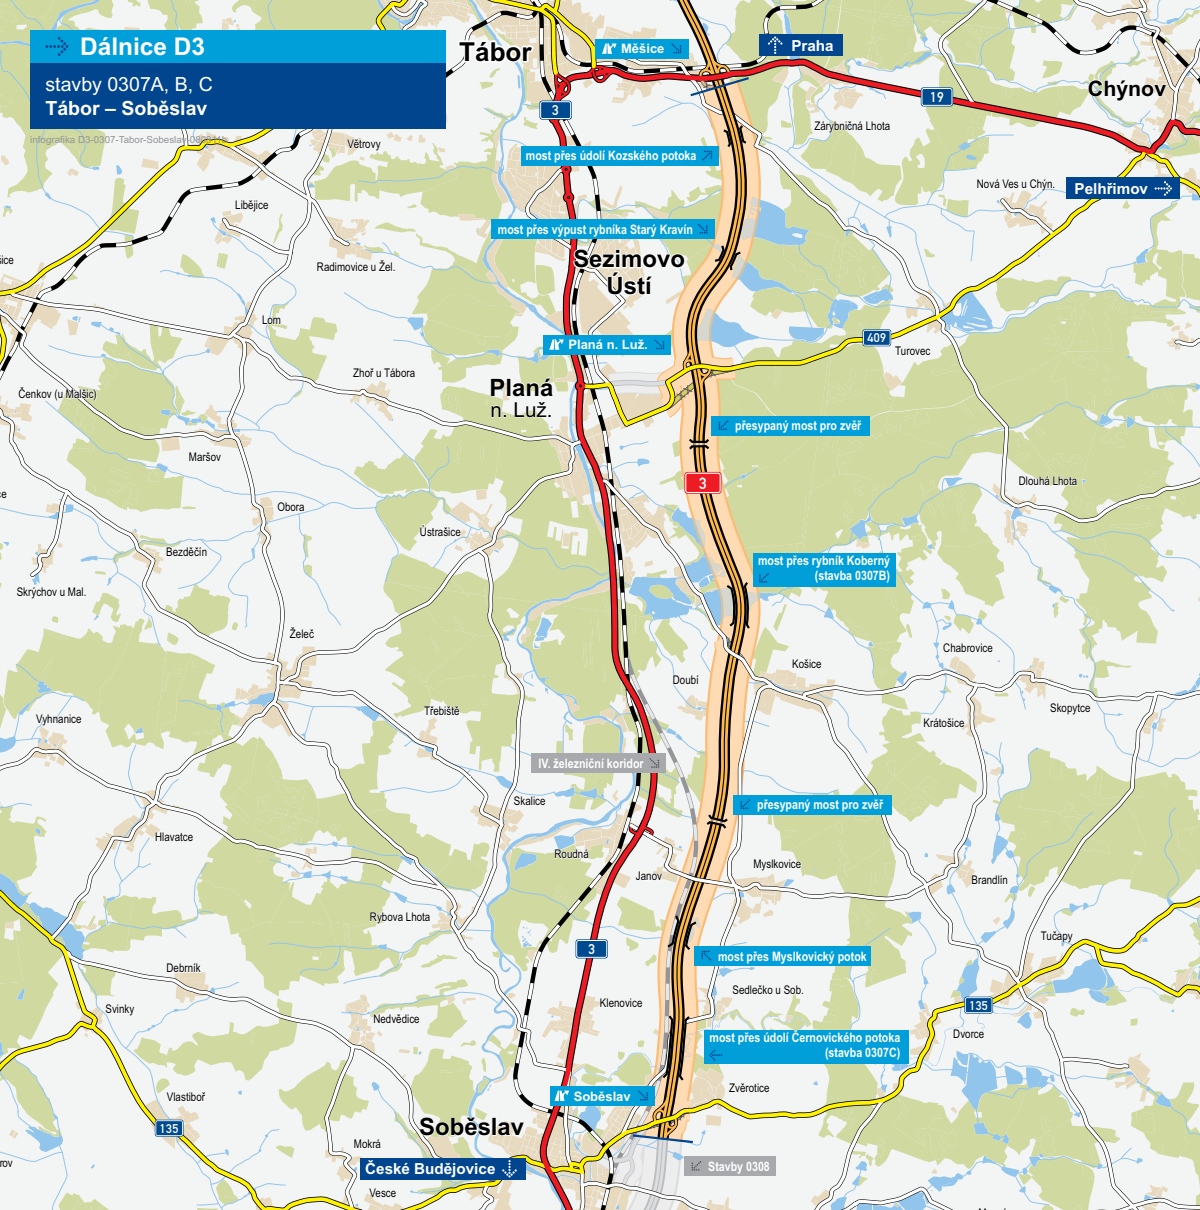 Dálnice D3
stavby 0307A, B, C
Tábor – Soběslav
Tábor
Měšice
Praha
Chýnov
3
19
Zárybničná Lhota
Větrovy
most přes údolí Kozského potoka
Nová Ves u Chýn.
Pelhřimov
Libějice
most přes výpust rybníka Starý Kravín
Radimovice u Žel.
Sezimovo
Ústí
Lom
Planá n. Luž.
409
Turovec
Zhoř u Tábora
Planá
n. Luž.
Čenkov (u Malšic)
přesypaný most pro zvěř
Maršov
3
Dlouhá Lhota
Obora
Ústrašice
Bezděčín
most přes rybník Koberný
(stavba 0307B)
Skrýchov u Mal.
Želeč
Chabrovice
Košice
Doubí
Skopytce
Třebiště
Vyhnanice
Krátošice
IV. železniční koridor
Skalice
přesypaný most pro zvěř
Hlavatce
Roudná
Myslkovice
Janov
Brandlín
Rybova Lhota
Tučapy
3
most přes Myslkovický potok
Debrník
Sedlečko u Sob.
Klenovice
135
Svinky
Nedvědice
Dvorce
most přes údolí Černovického potoka
(stavba 0307C)
Zvěrotice
Soběslav
Vlastiboř
135
Soběslav
Mokrá
České Budějovice
Stavby 0308
Vesce